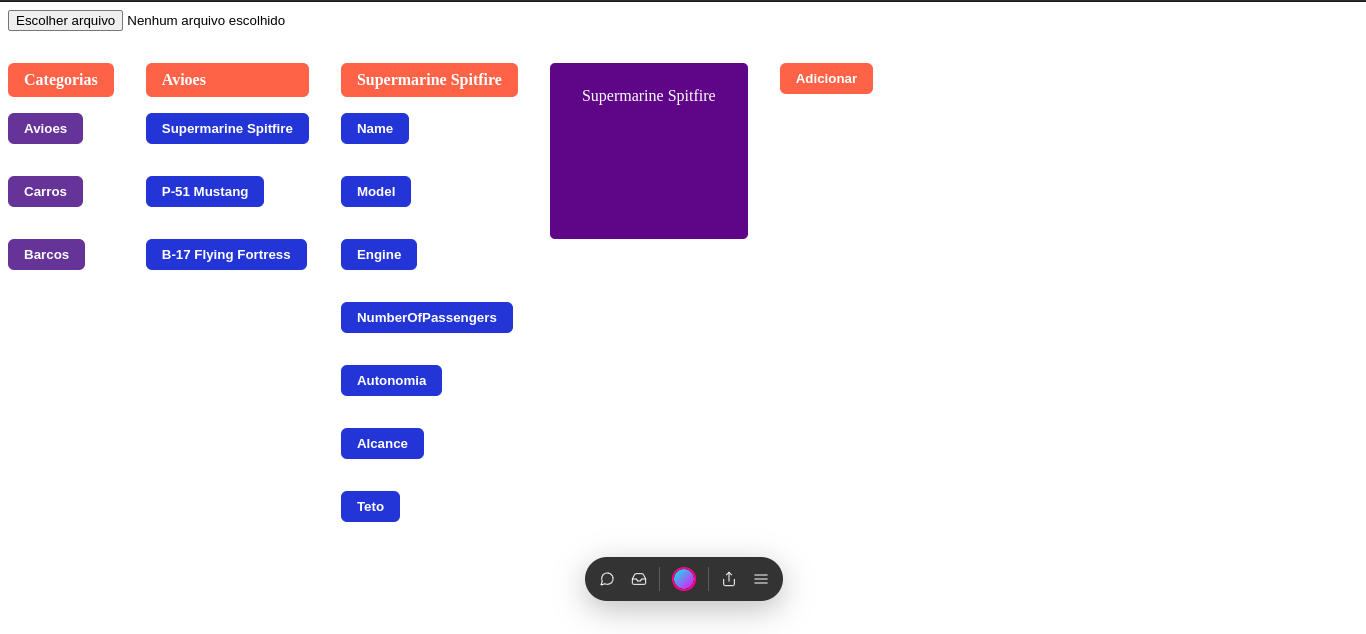 Escolher arquivo Nenhum arquivo escolhido
Categorias
Avioes
Carros
Barcos
Avioes
Supermarine Spitfire
P-51 Mustang
B-17 Flying Fortress
Supermarine Spitfire
Name
Model
Engine
NumberOfPassengers
Autonomia
Alcance
Teto
Supermarine Spitfire
Adicionar